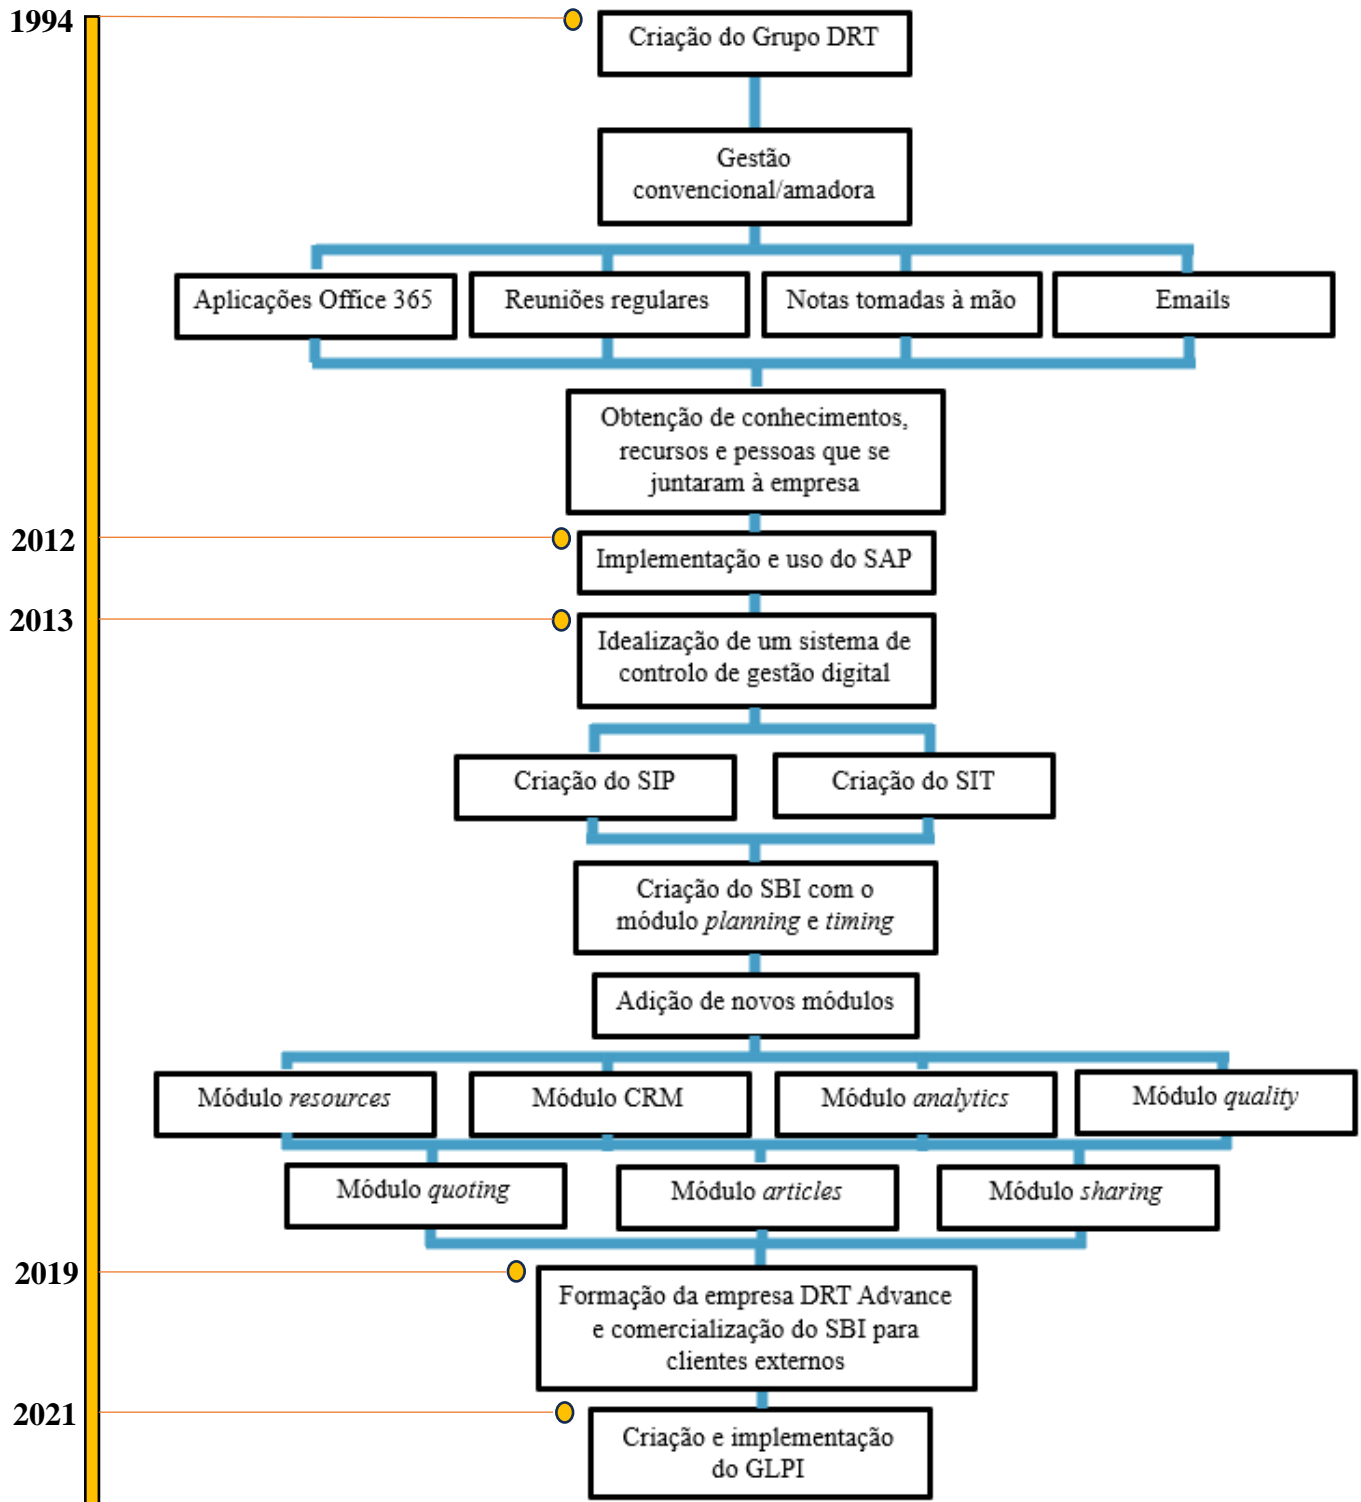 1994
Criação do Grupo DRT
Gestão
convencional/amadora
Aplicações Office 365
Reuniões regulares
Notas tomadas à mão
Emails
Obtenção de conhecimentos,
recursos e pessoas que se
juntaram à empresa
2012
Implementação e uso do SAP
2013
Idealização de um sistema de
controlo de gestão digital
Criação do SIP
Criação do SIT
Criação do SBI com o
módulo planning e timing
Adição de novos módulos
Módulo resources
Módulo CRM
Módulo analytics
Módulo quality
Módulo quoting
Módulo articles
Módulo sharing
2019
Formação da empresa DRT Advance
e comercialização do SBI para
clientes externos
2021
Criação e implementação
do GLPI